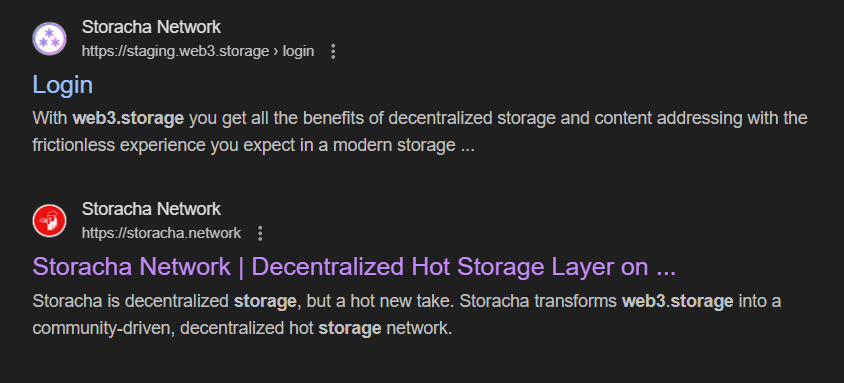 Storacha Network
https://staging.web3.storage › login
Login
With web3.storage you get all the benefits of decentralized storage and content addressing with the
frictionless experience you expect in a modern storage ...
Storacha Network
https://storacha.network
Storacha Network | Decentralized Hot Storage Layer on ...
Storacha is decentralized storage, but a hot new take. Storacha transforms web3.storage into a
community-driven, decentralized hot storage network.